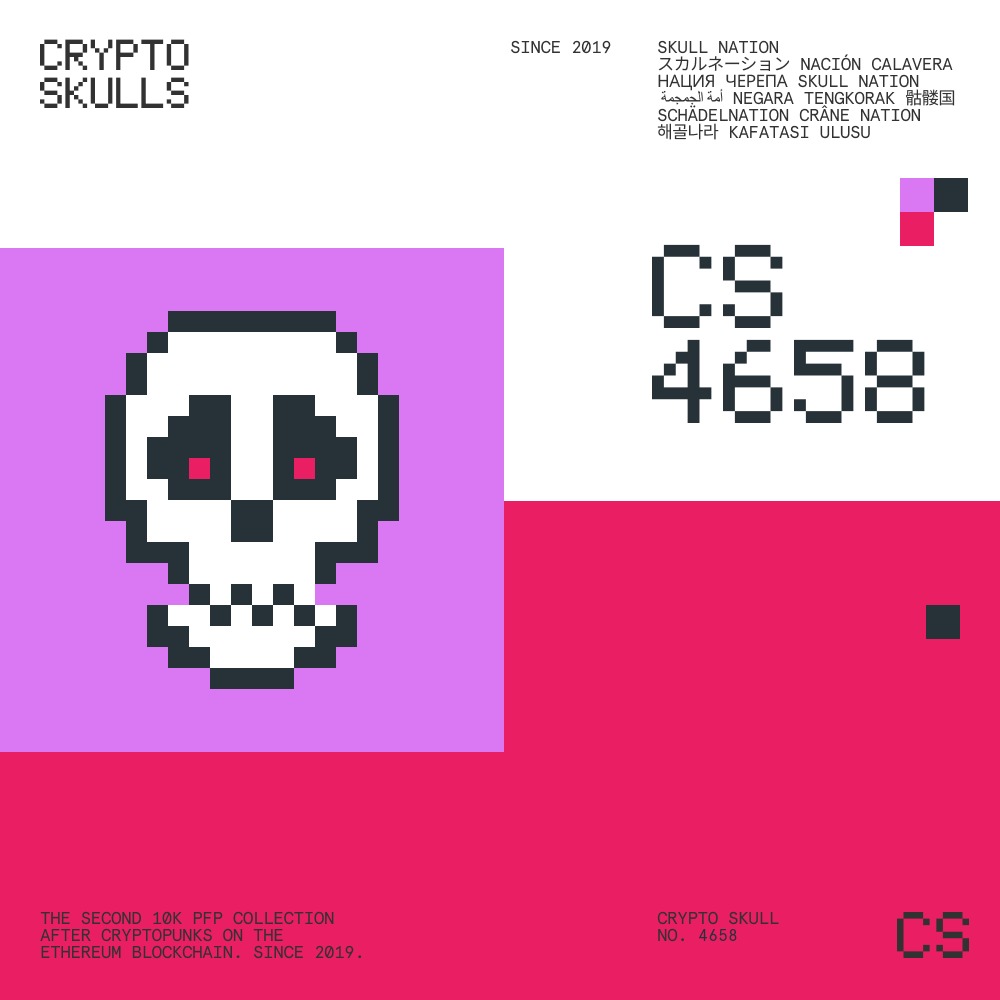 CRYPTO
SKULLS
SINCE 2019
SKULL NATION
スカルネーション NACIÓN CALAVERA
НАЦИЯ ЧЕРЕПА SKULL NATION
أمة الجمجمة NEGARA TENGKORAK 骷髅国
SCHÄDELNATION CRÂNE NATION
해골나라 KAFATASI ULUSU
CS
4658
THE SECOND 10K PFP COLLECTION
AFTER CRYPTOPUNKS ON THE
ETHEREUM BLOCKCHAIN. SINCE 2019.
CRYPTO SKULL
NO. 4658
CS